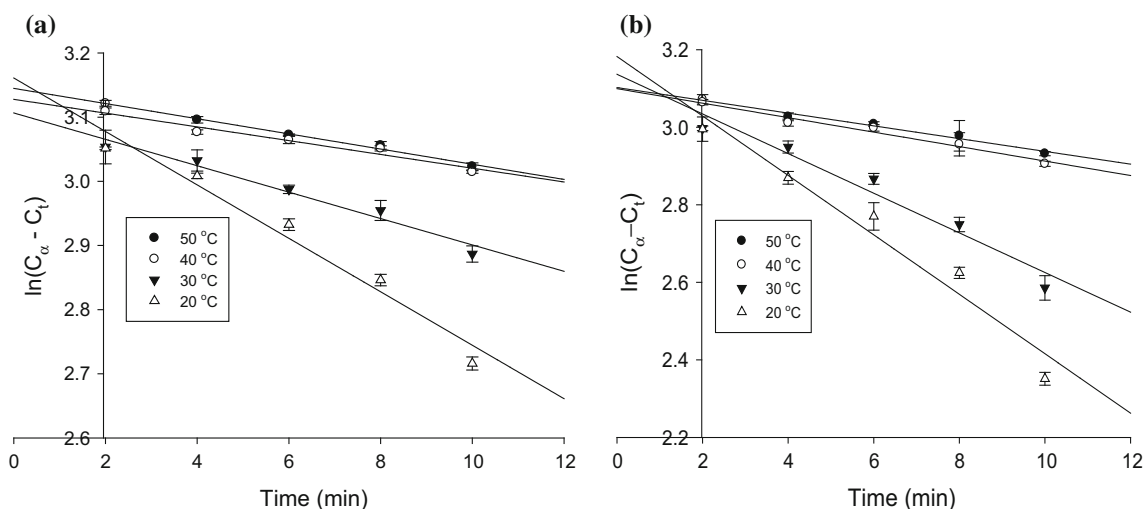 (a)
3.2
3.1
3.0
2.9
2.8
2.7
2.6
ln(Cα - Ct)
50 °C
40 °C
30 °C
20 °C
0 2 4 6 8 10 12
Time (min)
(b)
3.2
3.0
2.8
2.6
2.4
2.2
ln(Cα–Ct)
50 °C
40 °C
30 °C
20 °C
0 2 4 6 8 10 12
Time (min)